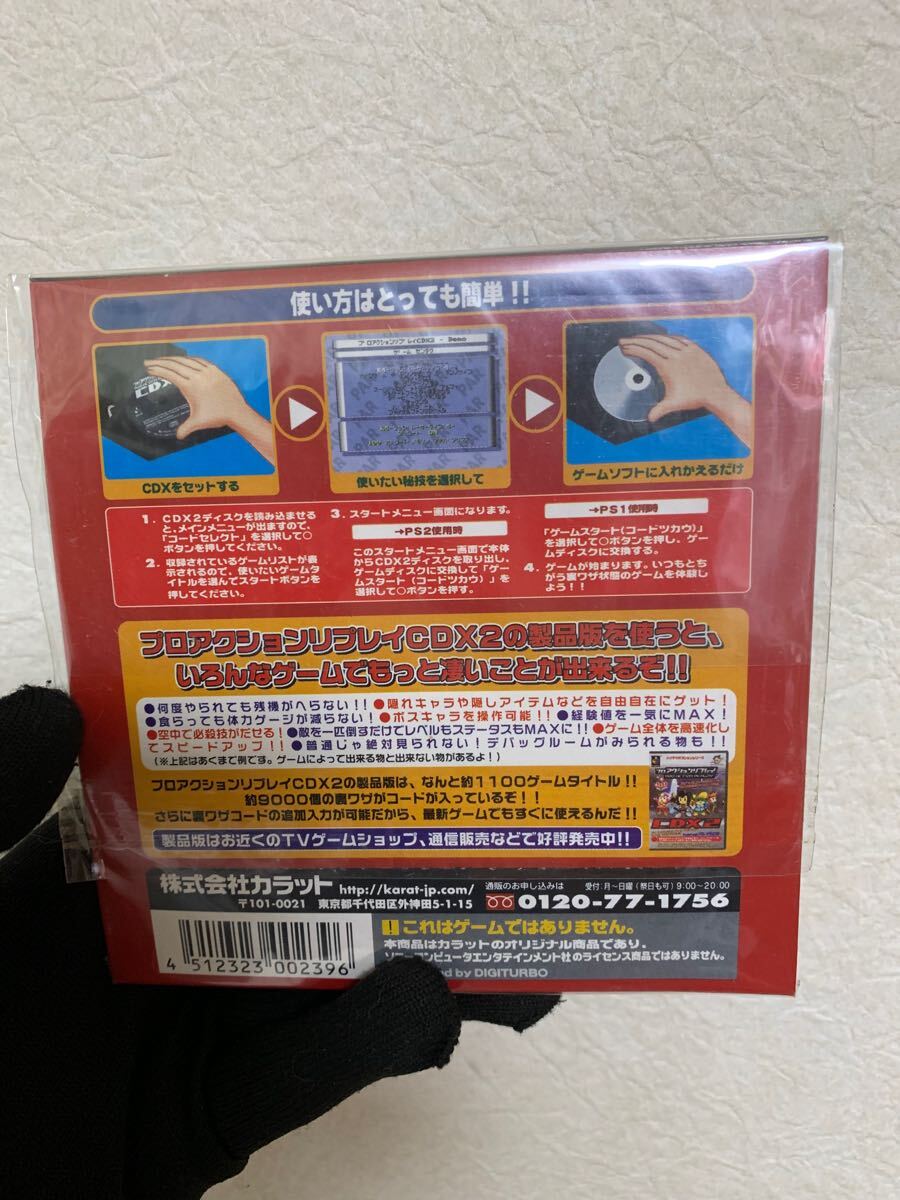 使い方はとっても簡単!!
CDX
プロアクションリプレイCDX2 - Demo
CDXをセットする
使いたい秘技を選択して
ゲームソフトに入れかえるだけ
1. CDX2ディスクを読み込ませる
と、メインメニューが出ますので、
「コードセレクト」を選択して○
ボタンを押してください。
2. 収録されているゲームリストが表
示されるので、使いたいゲームタ
イトルを選んでスタートボタンを
押してください。
3. スタートメニュー画面になります。
→PS2使用時
このスタートメニュー画面で本体
からCDX2ディスクを取り出し、
ゲームディスクに交換して「ゲー
ムスタート(コードツカウ)」を
選択して○ボタンを押す。
→PS1使用時
「ゲームスタート(コードツカウ)」
を選択して○ボタンを押し、ゲー
ムディスクに交換する。
4. ゲームが始まります。いつもとち
がう裏ワザ状態のゲームを体験し
よう!!
プロアクションリプレイCDX2の製品版を使うと、
いろんなゲームでもっと凄いことが出来るぞ!!
●何度やられても残機がへらない!! ●隠れキャラや隠しアイテムなどを自由自在にゲット!
●食らっても体力ゲージが減らない! ●ボスキャラを操作可能!! ●経験値を一気にMAX!
●空中で必殺技がだせる! ●敵を一匹倒すだけでレベルもステータスもMAXに!! ●ゲーム全体を高速化し
てスピードアップ!! ●普通じゃ絶対見られない!デバッグルームがみられる物も!!
(※上記はあくまで例です。ゲームによって出来る物と出来ない物があるよ!)
プロアクションリプレイCDX2の製品版は、なんと約1100ゲームタイトル!!
約9000個の裏ワザがコードが入っているぞ!!
さらに裏ワザコードの追加入力が可能だから、最新ゲームでもすぐに使えるんだ!!
製品版はお近くのTVゲームショップ、通信販売などで好評発売中!!
プロアクションリプレイ
CDX2
株式会社カラット http://karat-jp.com/
〒101-0021 東京都千代田区外神田5-1-15
通販のお申し込みは 受付:月〜日曜(祭日も可) 9:00〜20:00
0120-77-1756
4 512323 002396
! これはゲームではありません。
本商品はカラットのオリジナル商品であり、
ソニーコンピュータエンタテインメント社のライセンス商品ではありません。
by DIGITURBO